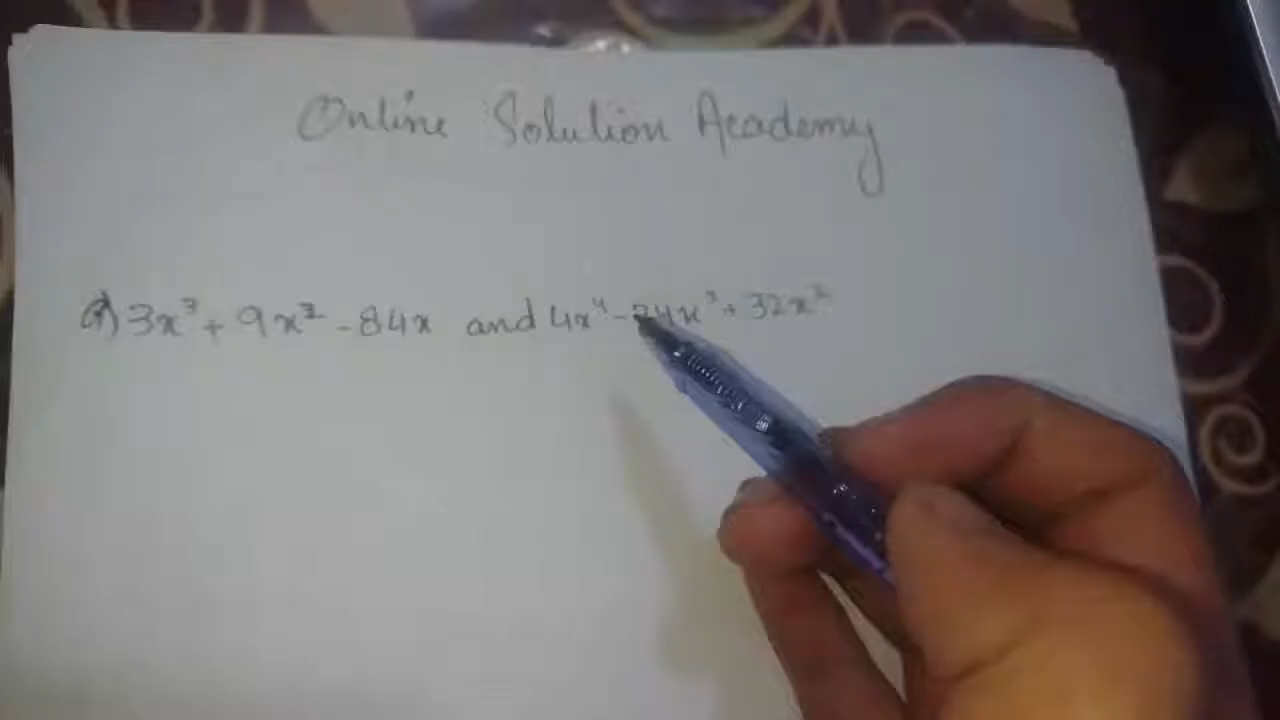 Online Solution Academy
Q) 3x³ + 9x² - 84x and 4x⁴ - 24x³ + 32x²